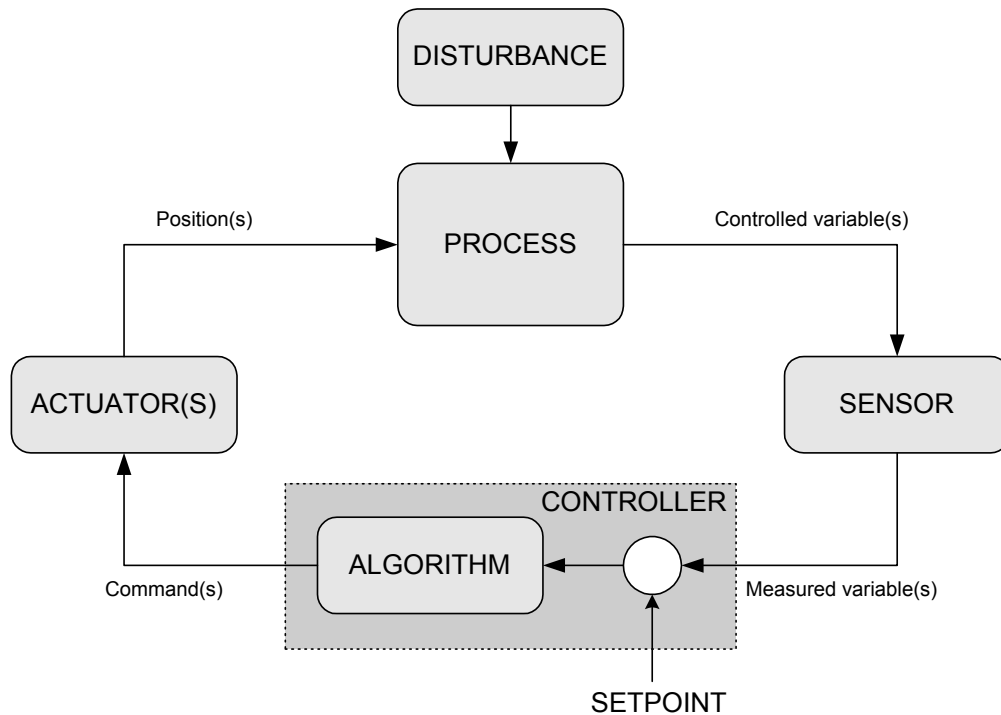 DISTURBANCE
Position(s)
PROCESS
Controlled variable(s)
ACTUATOR(S)
SENSOR
CONTROLLER
ALGORITHM
Command(s)
Measured variable(s)
SETPOINT